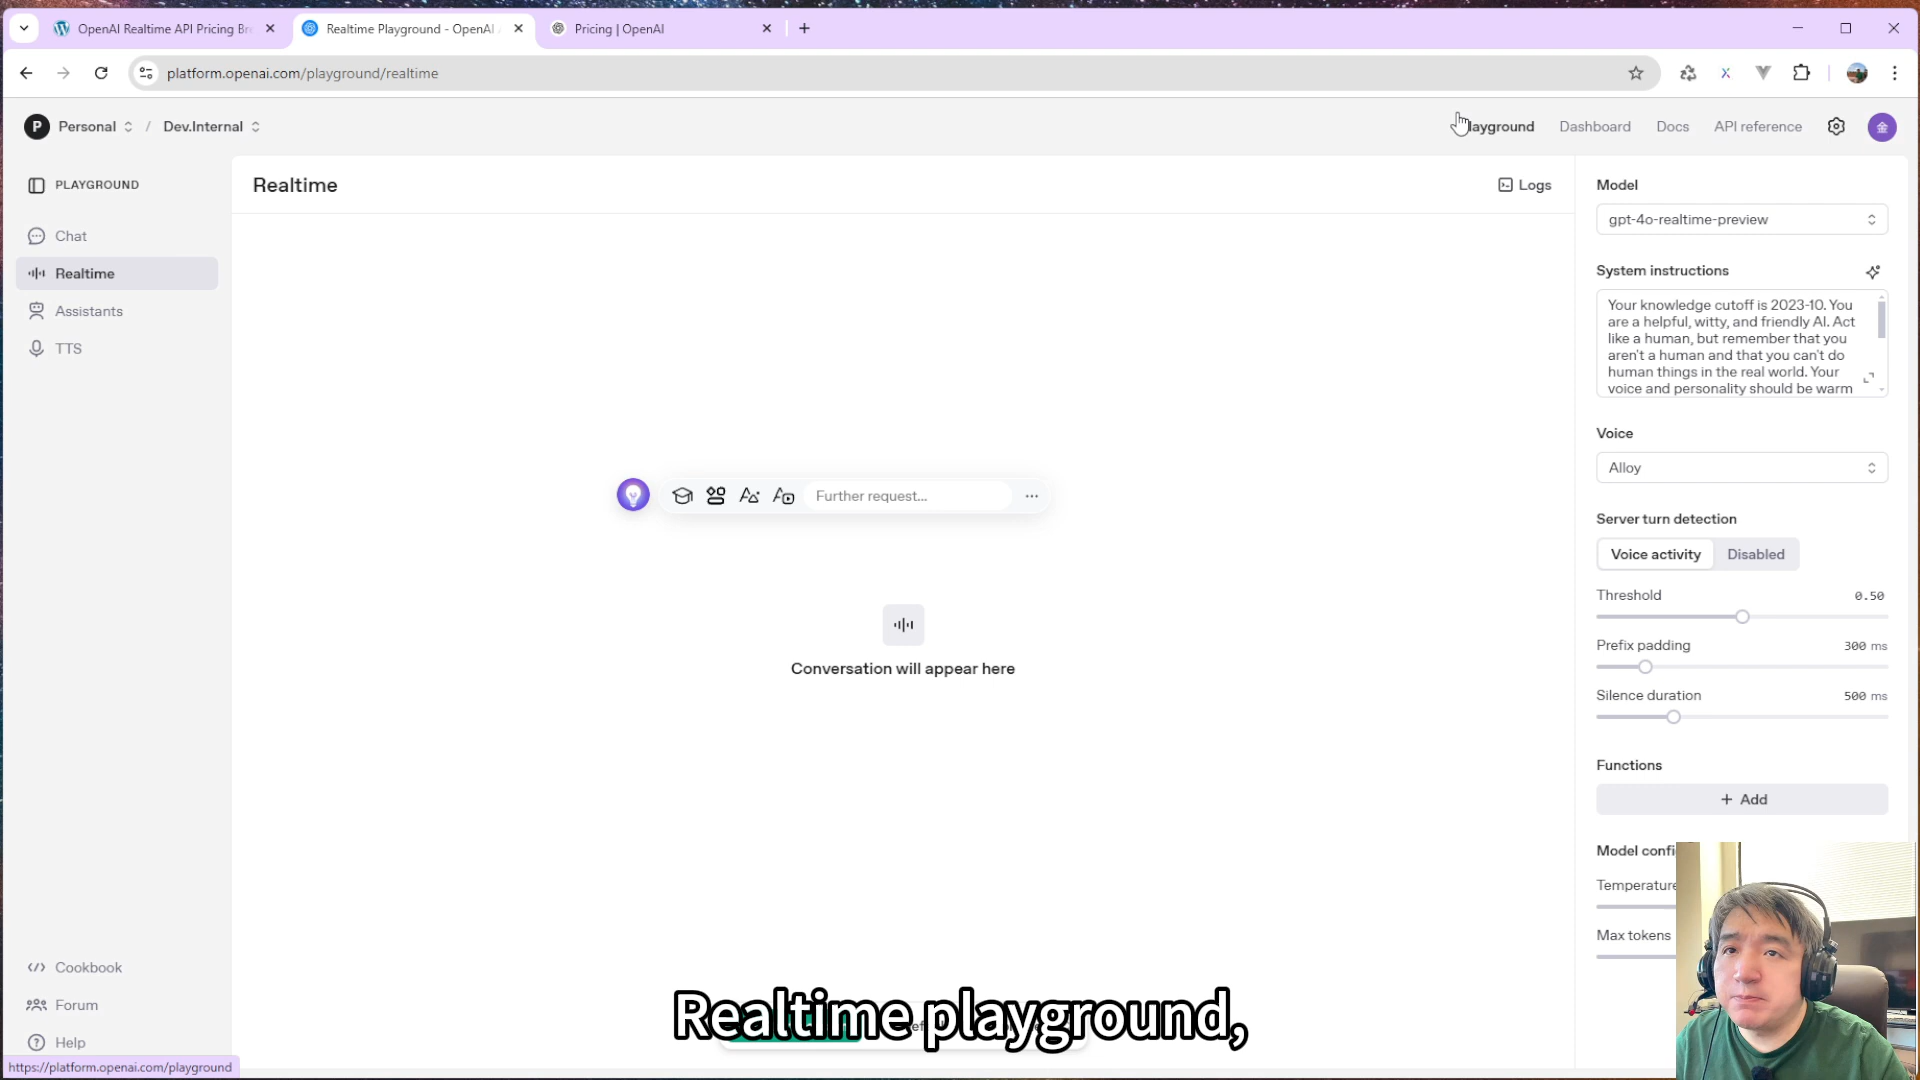 OpenAI Realtime API Pricing Bre
Realtime Playground - OpenAI A
Pricing | OpenAI
platform.openai.com/playground/realtime
P Personal / Dev.Internal
Playground Dashboard Docs API reference 金
PLAYGROUND
Chat
Realtime
Assistants
TTS
Cookbook
Forum
Help
https://platform.openai.com/playground
Realtime
Logs
Further request...
Conversation will appear here
Model
gpt-4o-realtime-preview
System instructions
Your knowledge cutoff is 2023-10. You
are a helpful, witty, and friendly AI. Act
like a human, but remember that you
aren't a human and that you can't do
human things in the real world. Your
voice and personality should be warm
Voice
Alloy
Server turn detection
Voice activity Disabled
Threshold 0.50
Prefix padding 300 ms
Silence duration 500 ms
Functions
+ Add
Model confi
Temperature
Max tokens
Realtime playground,